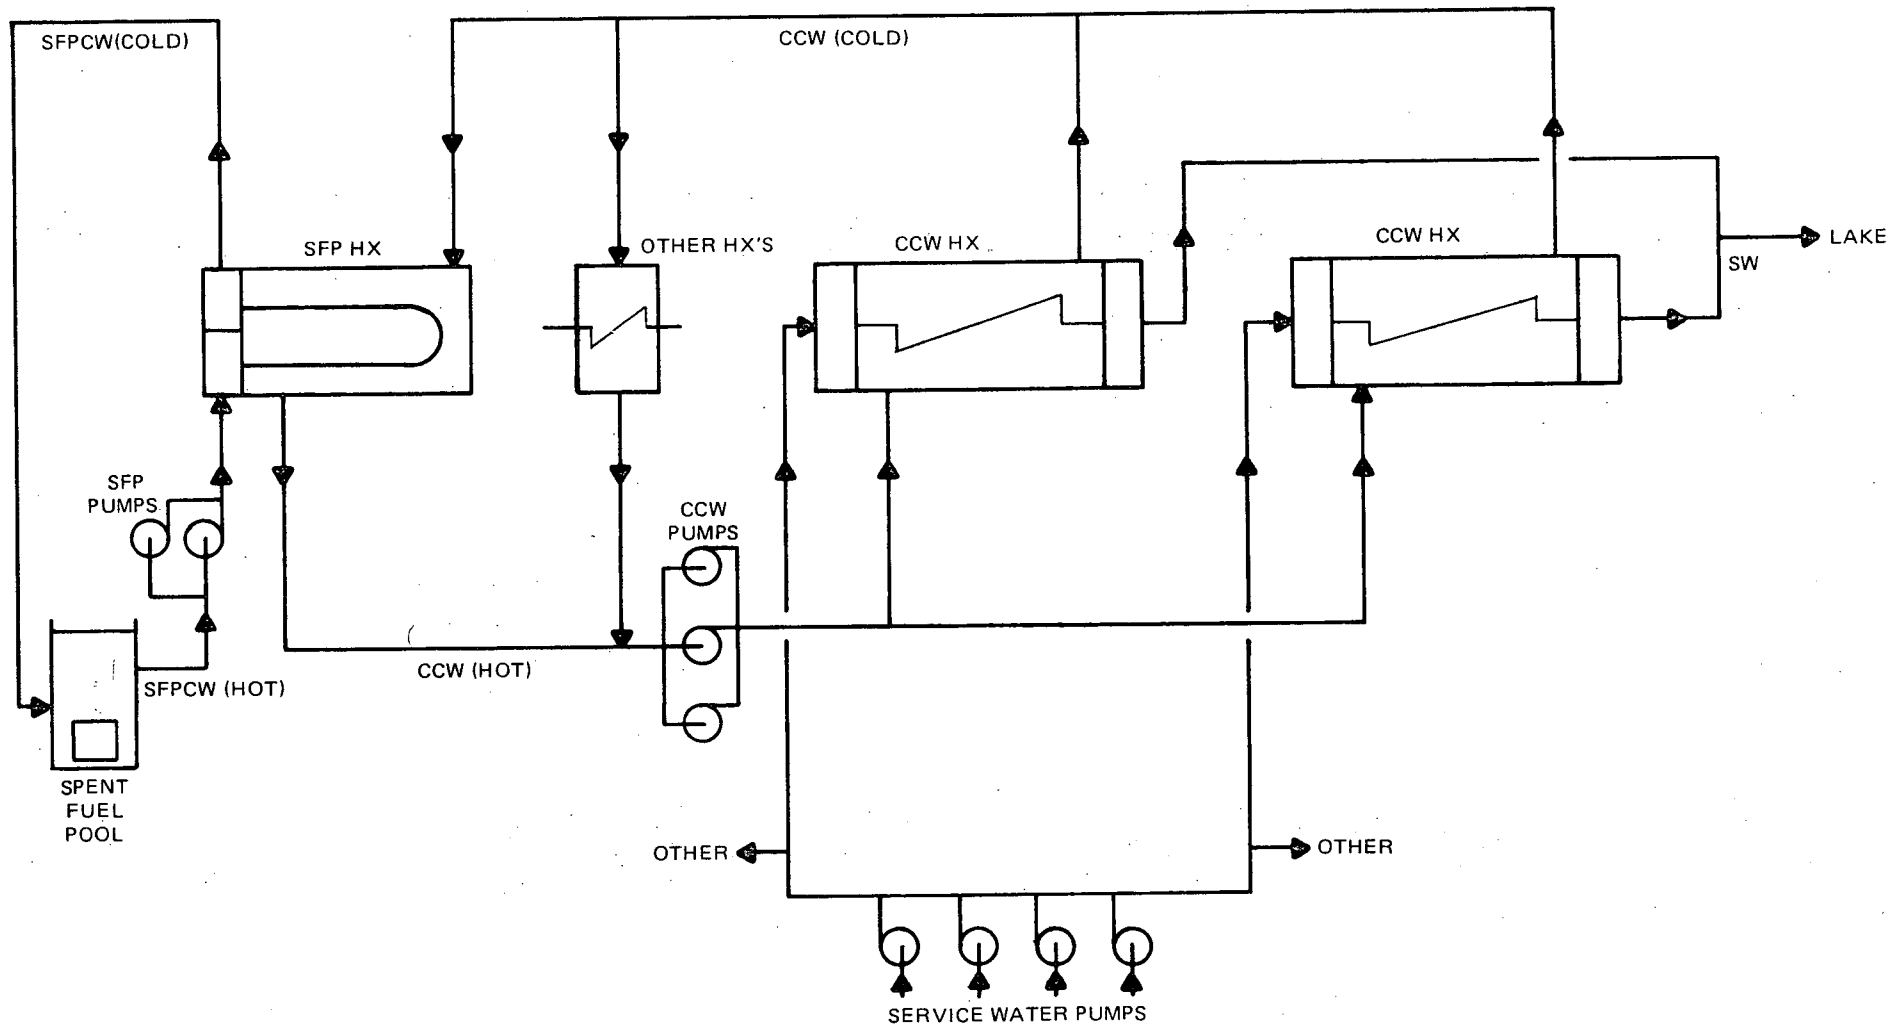 SFPCW(COLD)
CCW (COLD)
SFP HX
OTHER HX'S
CCW HX
CCW HX
LAKE
SW
SFP
PUMPS
CCW
PUMPS
CCW (HOT)
SFPCW (HOT)
SPENT
FUEL
POOL
OTHER
OTHER
SERVICE WATER PUMPS